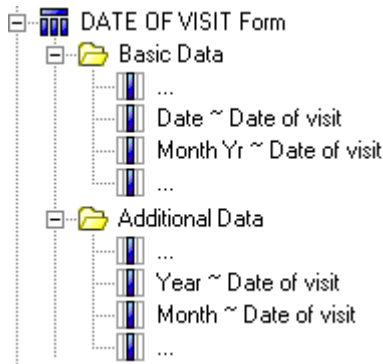 DATE OF VISIT Form
Basic Data
...
Date ~ Date of visit
Month Yr ~ Date of visit
...
Additional Data
...
Year ~ Date of visit
Month ~ Date of visit
...